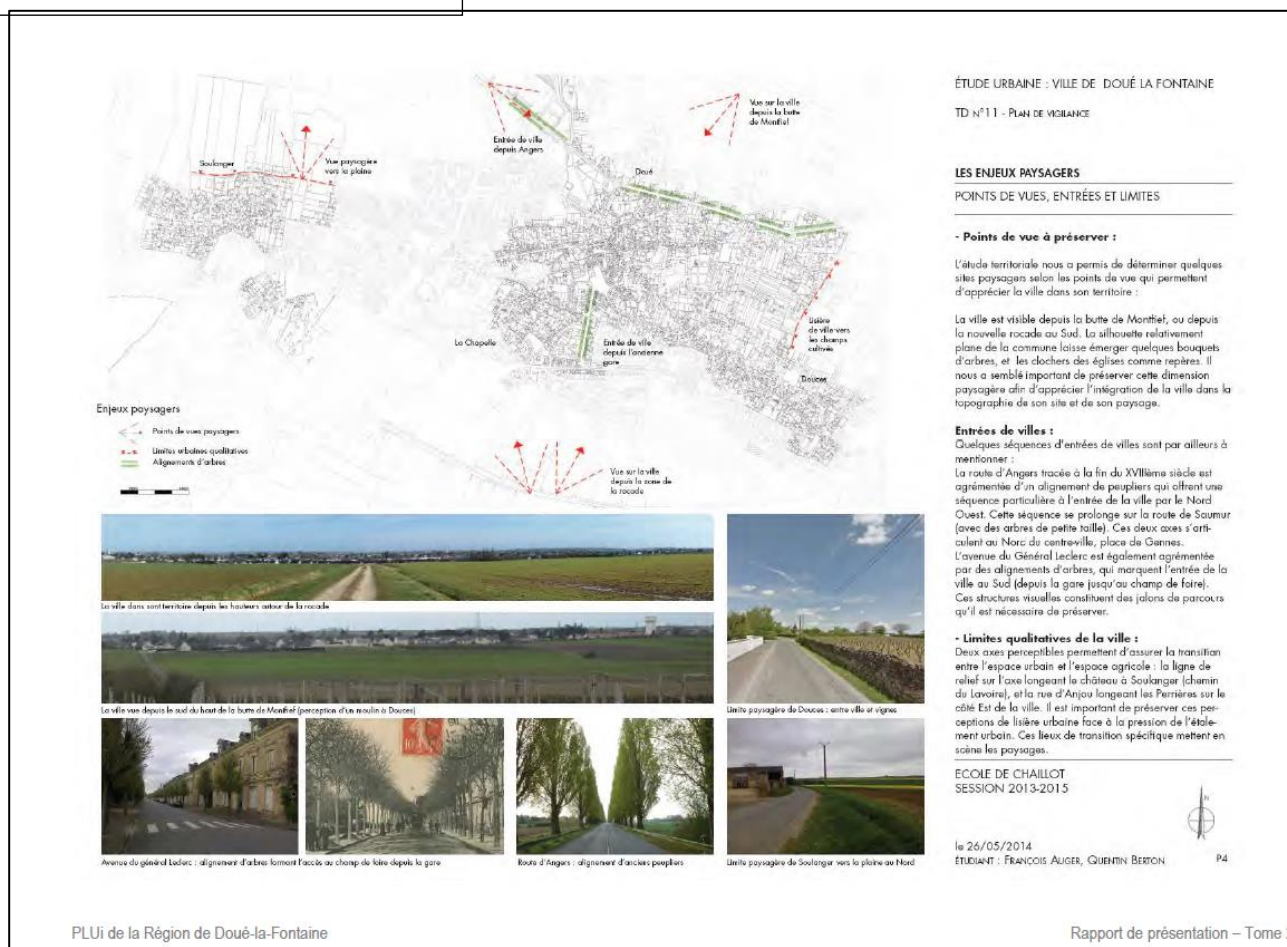 Soulanger
Vue paysagère
vers la plaine
Entrée de ville
depuis Angers
Vue sur la ville
depuis la butte
de Montfief
Doué
La Chapelle
Entrée de ville
depuis l'ancienne
gare
Lisière
de ville vers
les champs
cultivés
Douces
Vue sur la ville
depuis la zone de
la rocade
Enjeux paysagers
Points de vues paysagers
Limites urbaines qualitatives
Alignements d'arbres
La ville dans sont territoire depuis les hauteurs autour de la rocade
La ville vue depuis le sud du haut de la butte de Montfief (perception d'un moulin à Douces)
Limite paysagère de Douces : entre ville et vignes
Avenue du général Leclerc : alignement d'arbres formant l'accès au champ de foire depuis la gare
Route d'Angers : alignement d'anciens peupliers
Limite paysagère de Soulanger vers la plaine au Nord
ÉTUDE URBAINE : VILLE DE DOUÉ LA FONTAINE
TD N°11 - PLAN DE VIGILANCE
LES ENJEUX PAYSAGERS
POINTS DE VUES, ENTRÉES ET LIMITES
- Points de vue à préserver :
L'étude territoriale nous a permis de déterminer quelques
sites paysagers selon les points de vue qui permettent
d'apprécier la ville dans son territoire :
La ville est visible depuis la butte de Montfief, ou depuis
la nouvelle rocade au Sud. La silhouette relativement
plane de la commune laisse émerger quelques bouquets
d'arbres, et les clochers des églises comme repères. Il
nous a semblé important de préserver cette dimension
paysagère afin d'apprécier l'intégration de la ville dans la
topographie de son site et de son paysage.
Entrées de villes :
Quelques séquences d'entrées de villes sont par ailleurs à
mentionner :
La route d'Angers tracée à la fin du XVIIIème siècle est
agrémentée d'un alignement de peupliers qui offrent une
séquence particulière à l'entrée de la ville par le Nord
Ouest. Cette séquence se prolonge sur la route de Saumur
(avec des arbres de petite taille). Ces deux axes s'arti-
culent au Nord du centre-ville, place de Gennes.
L'avenue du Général Leclerc est également agrémentée
par des alignements d'arbres, qui marquent l'entrée de la
ville au Sud (depuis la gare jusqu'au champ de foire).
Ces structures visuelles constituent des jalons de parcours
qu'il est nécessaire de préserver.
- Limites qualitatives de la ville :
Deux axes perceptibles permettent d'assurer la transition
entre l'espace urbain et l'espace agricole : la ligne de
relief sur l'axe longeant le château à Soulanger (chemin
du Lavoire), et la rue d'Anjou longeant les Perrières sur le
côté Est de la ville. Il est important de préserver ces per-
ceptions de lisière urbaine face à la pression de l'étale-
ment urbain. Ces lieux de transition spécifique mettent en
scène les paysages.
ECOLE DE CHAILLOT
SESSION 2013-2015
N
le 26/05/2014
ÉTUDIANT : FRANÇOIS AUGER, QUENTIN BERTON
P4
PLUi de la Région de Doué-la-Fontaine
Rapport de présentation – Tome